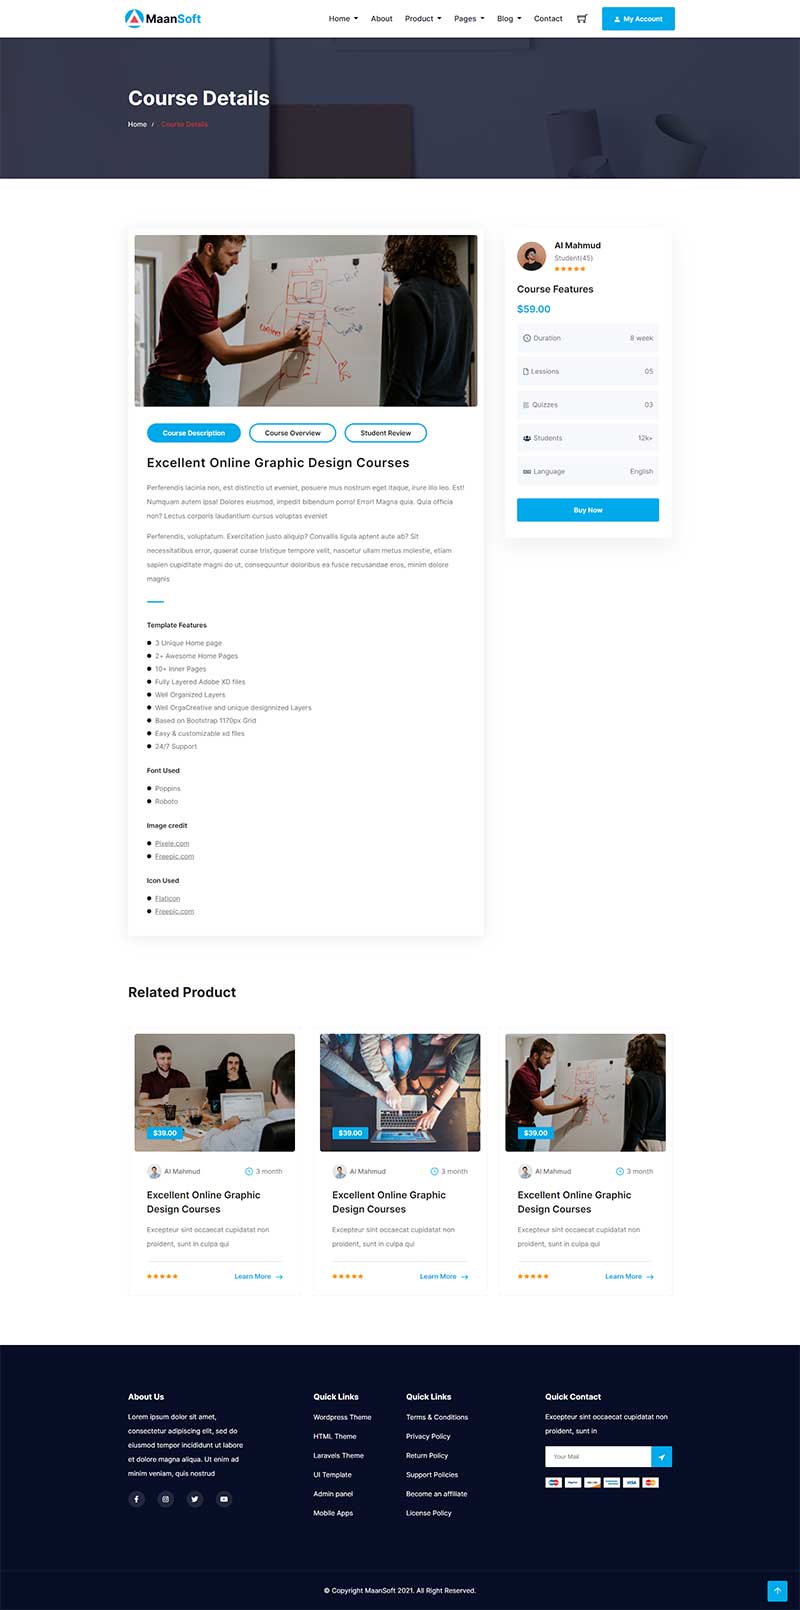 MaanSoft
Home About Product Pages Blog Contact My Account
Course Details
Home / Course Details
Al Mahmud
Student(45)
Course Features
$59.00
Duration 8 week
Lessions 05
Quizzes 03
Students 12k+
Language English
Buy Now
Course Description Course Overview Student Review
Excellent Online Graphic Design Courses
Perferendis lacinia non, est distinctio ut eveniet, posuere mus nostrum eget itaque, irure illo leo. Est!
Numquam autem ipsa! Dolores eiusmod, impedit bibendum porro! Error! Magna quia. Quia officia
non? Lectus corporis laudantium cursus voluptas eveniet
Perferendis, voluptatum. Exercitation justo aliquip? Convallis ligula aptent aute ab? Sit
necessitatibus error, quaerat curae tristique tempore velit, nascetur ullam metus molestie, etiam
sapien cupiditate magni do ut, consequuntur doloribus ea fusce recusandae eros, minim dolore
magnis
Template Features
3 Unique Home page
2+ Awesome Home Pages
10+ Inner Pages
Fully Layered Adobe XD files
Well Organized Layers
Well OrgaCreative and unique designnized Layers
Based on Bootstrap 1170px Grid
Easy & customizable xd files
24/7 Support
Font Used
Poppins
Roboto
Image credit
Pixele.com
Freepic.com
Icon Used
Flaticon
Freepic.com
Related Product
$39.00
Al Mahmud 3 month
Excellent Online Graphic
Design Courses
Excepteur sint occaecat cupidatat non
proident, sunt in culpa qui
Learn More
$39.00
Al Mahmud 3 month
Excellent Online Graphic
Design Courses
Excepteur sint occaecat cupidatat non
proident, sunt in culpa qui
Learn More
$39.00
Al Mahmud 3 month
Excellent Online Graphic
Design Courses
Excepteur sint occaecat cupidatat non
proident, sunt in culpa qui
Learn More
About Us
Lorem ipsum dolor sit amet,
consectetur adipiscing elit, sed do
eiusmod tempor incididunt ut labore
et dolore magna aliqua. Ut enim ad
minim veniam, quis nostrud
Quick Links
Wordpress Theme
HTML Theme
Laravels Theme
UI Template
Admin panel
Mobile Apps
Quick Links
Terms & Conditions
Privacy Policy
Return Policy
Support Policies
Become an affiliate
License Policy
Quick Contact
Excepteur sint occaecat cupidatat non
proident, sunt in
Your Mail
© Copyright MaanSoft 2021. All Right Reserved.